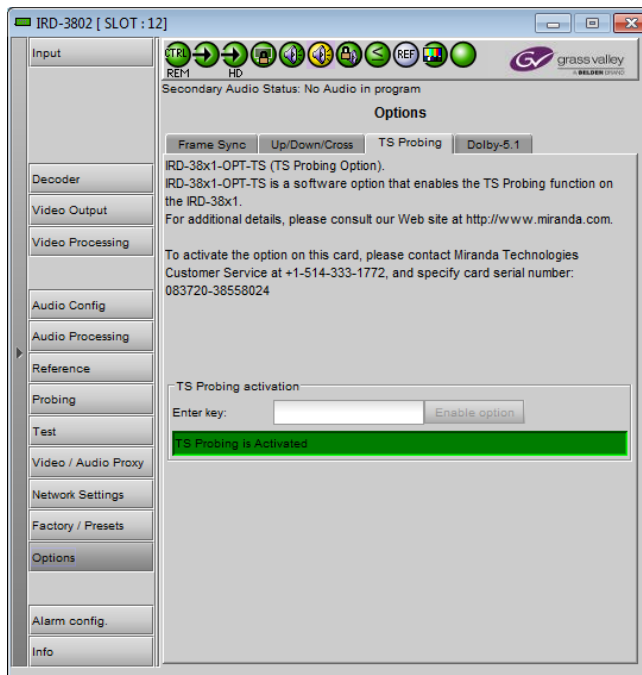 IRD-3802 [ SLOT : 12]
Input
Decoder
Video Output
Video Processing
Audio Config
Audio Processing
Reference
Probing
Test
Video / Audio Proxy
Network Settings
Factory / Presets
Options
Alarm config.
Info
CTRL
REF
REM
HD
GV grass valley
A BELDEN BRAND
Secondary Audio Status: No Audio in program
Options
Frame Sync
Up/Down/Cross
TS Probing
Dolby-5.1
IRD-38x1-OPT-TS (TS Probing Option).
IRD-38x1-OPT-TS is a software option that enables the TS Probing function on
the IRD-38x1.
For additional details, please consult our Web site at http://www.miranda.com.
To activate the option on this card, please contact Miranda Technologies
Customer Service at +1-514-333-1772, and specify card serial number:
083720-38558024
TS Probing activation
Enter key:
Enable option
TS Probing is Activated